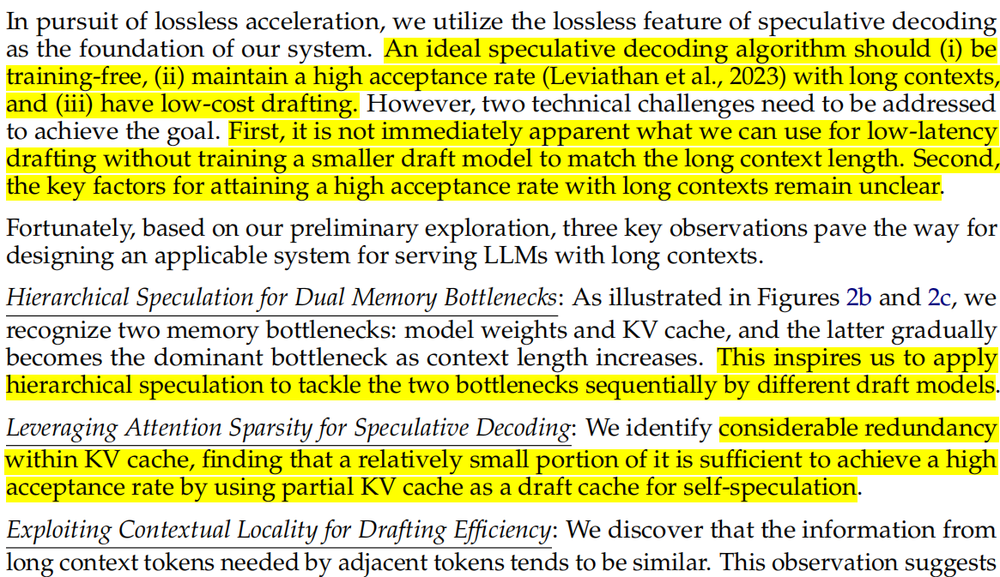 In pursuit of lossless acceleration, we utilize the lossless feature of speculative decoding
as the foundation of our system. An ideal speculative decoding algorithm should (i) be
training-free, (ii) maintain a high acceptance rate (Leviathan et al., 2023) with long contexts,
and (iii) have low-cost drafting. However, two technical challenges need to be addressed
to achieve the goal. First, it is not immediately apparent what we can use for low-latency
drafting without training a smaller draft model to match the long context length. Second,
the key factors for attaining a high acceptance rate with long contexts remain unclear.
Fortunately, based on our preliminary exploration, three key observations pave the way for
designing an applicable system for serving LLMs with long contexts.
Hierarchical Speculation for Dual Memory Bottlenecks: As illustrated in Figures 2b and 2c, we
recognize two memory bottlenecks: model weights and KV cache, and the latter gradually
becomes the dominant bottleneck as context length increases. This inspires us to apply
hierarchical speculation to tackle the two bottlenecks sequentially by different draft models.
Leveraging Attention Sparsity for Speculative Decoding: We identify considerable redundancy
within KV cache, finding that a relatively small portion of it is sufficient to achieve a high
acceptance rate by using partial KV cache as a draft cache for self-speculation.
Exploiting Contextual Locality for Drafting Efficiency: We discover that the information from
long context tokens needed by adjacent tokens tends to be similar. This observation suggests